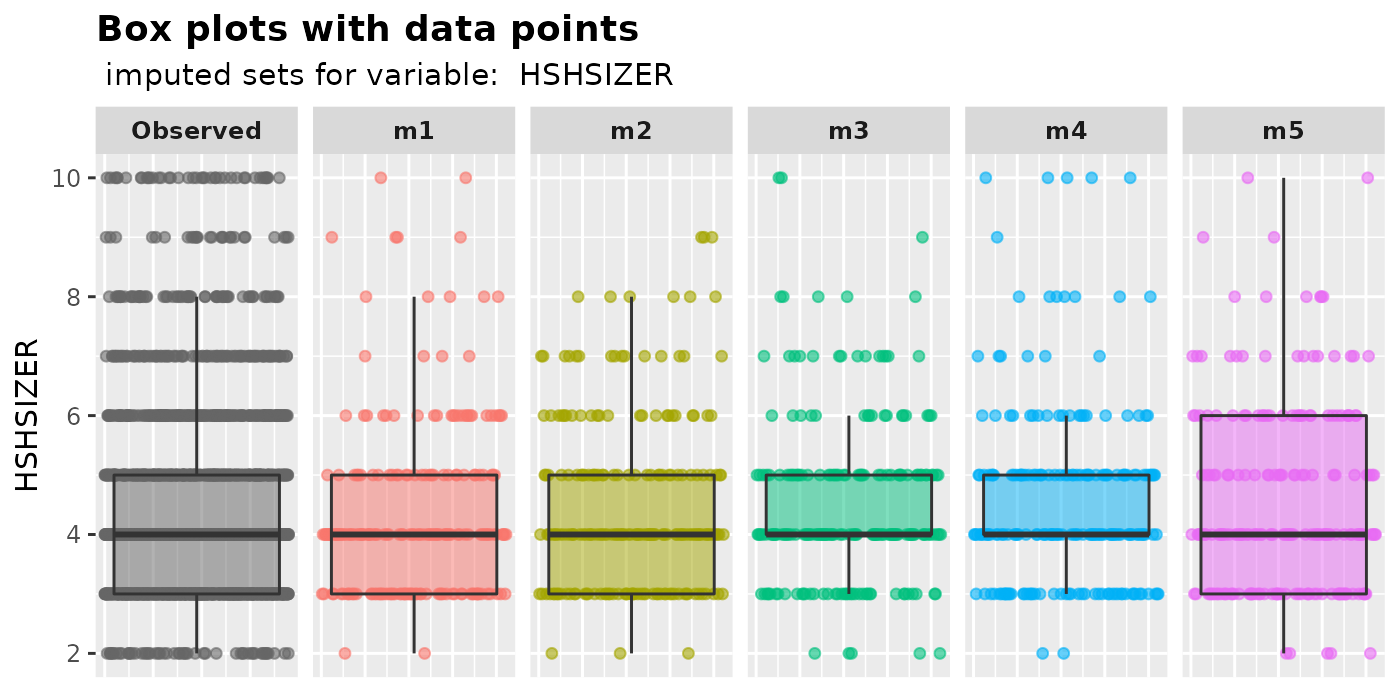 Box plots with data points
imputed sets for variable:  HSHSIZER
Observed m1 m2 m3 m4 m5
HSHSIZER
10
8
6
4
2